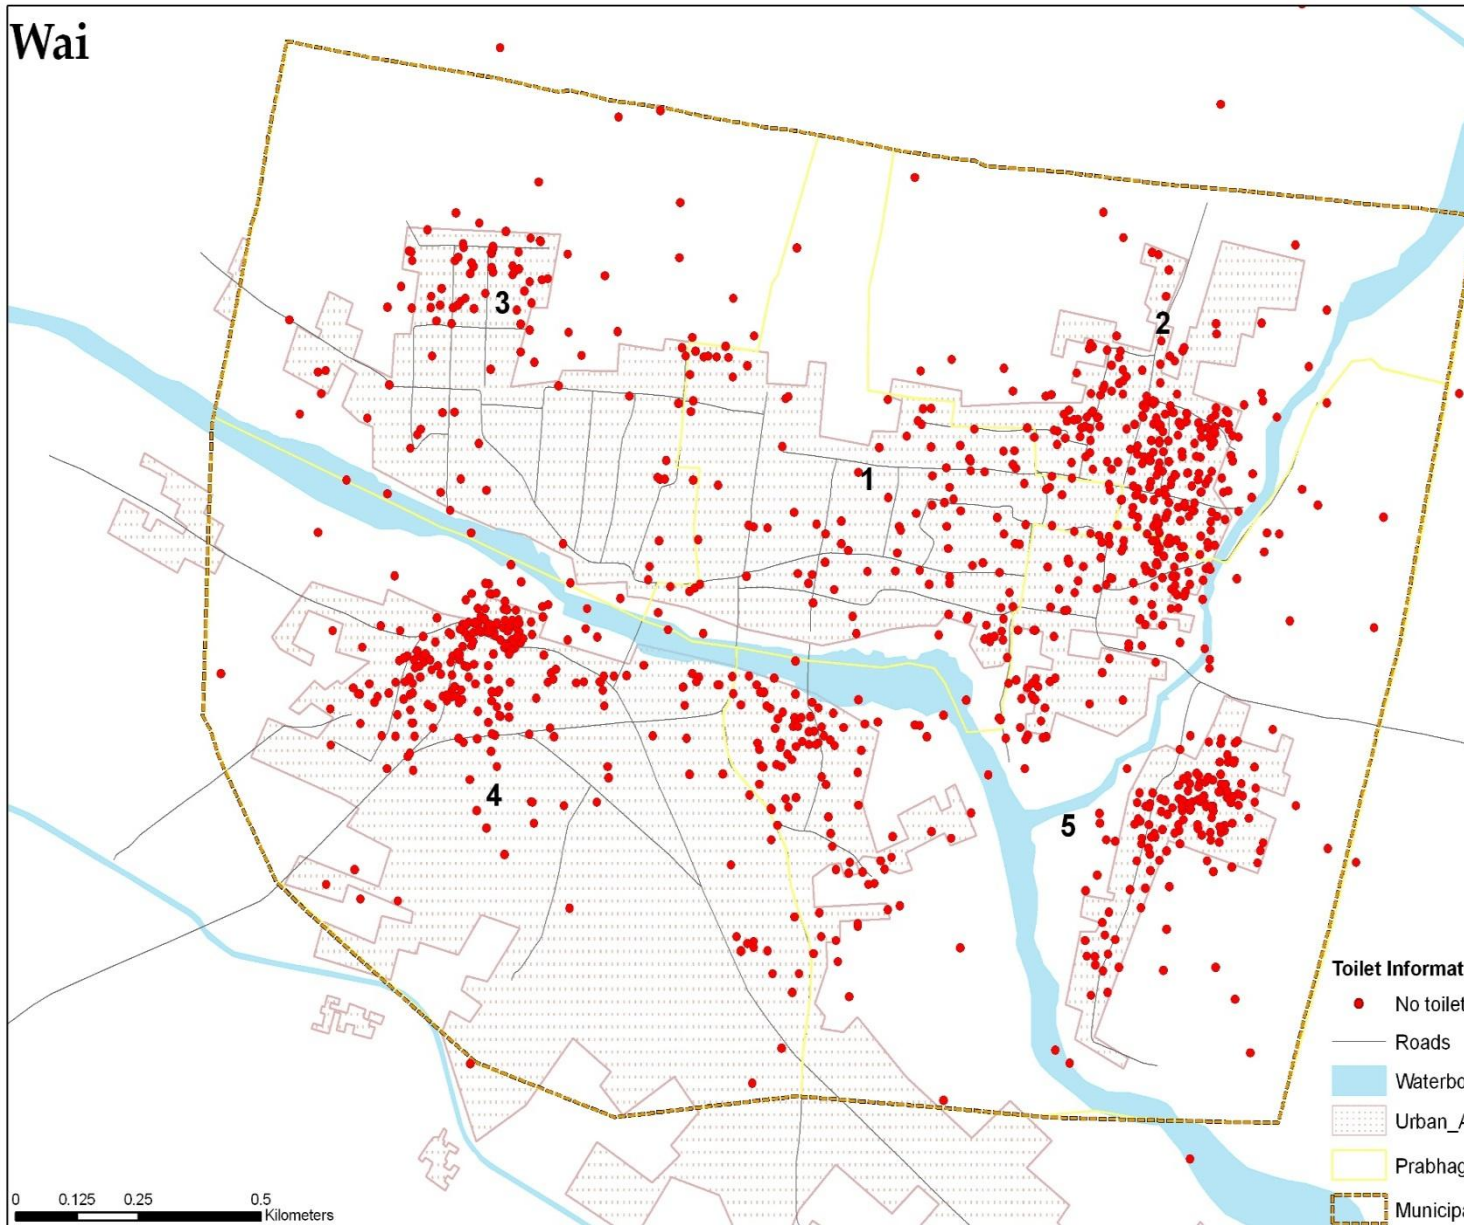 Wai
3
2
1
4
5
Toilet Informat
No toilet
Roads
Waterbo
Urban_A
Prabhag
Municipa
0 0.125 0.25 0.5
Kilometers